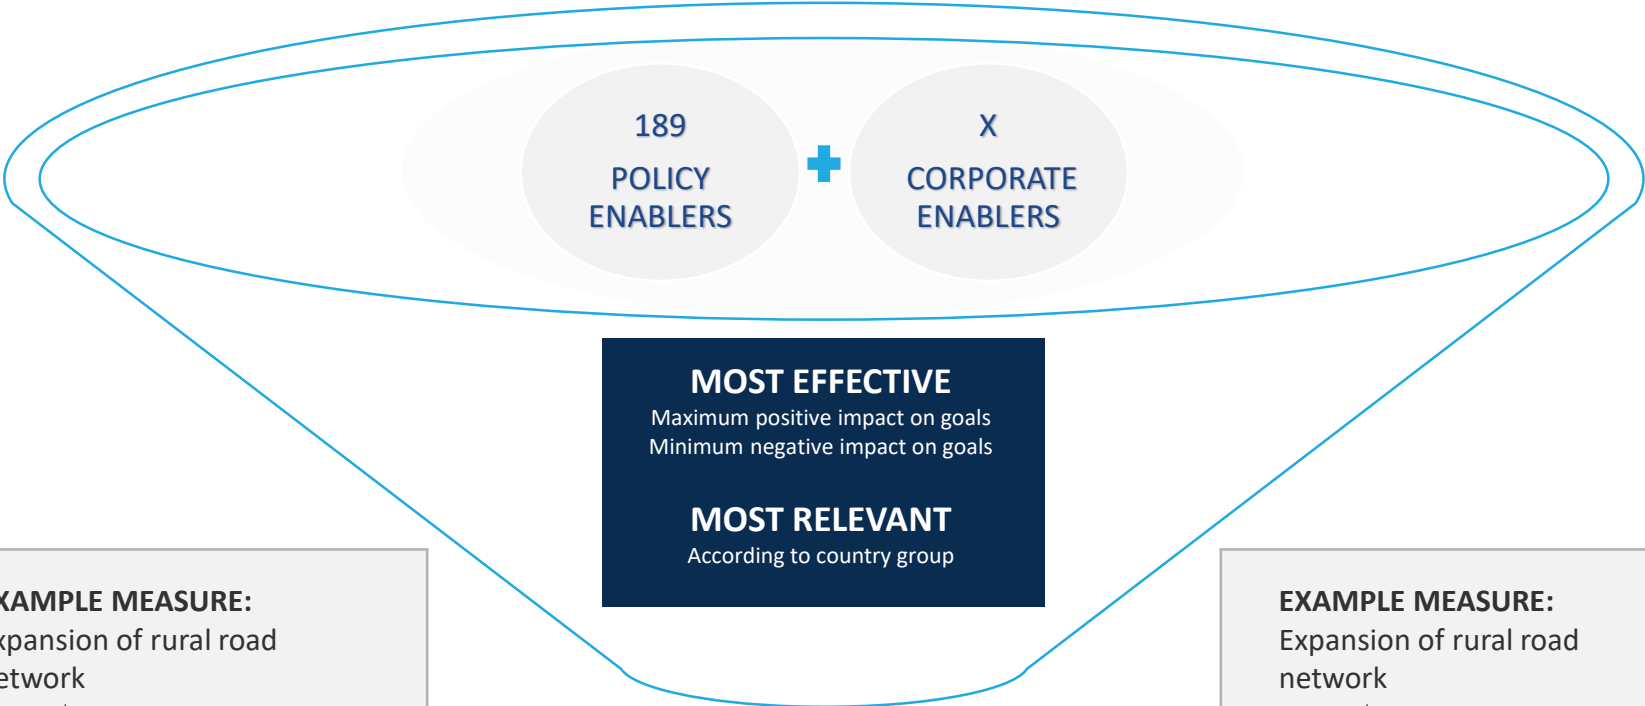 189
POLICY
ENABLERS
X
CORPORATE
ENABLERS
MOST EFFECTIVE
Maximum positive impact on goals
Minimum negative impact on goals
MOST RELEVANT
According to country group
XAMPLE MEASURE:
xpansion of rural road
etwork
EXAMPLE MEASURE:
Expansion of rural road
network